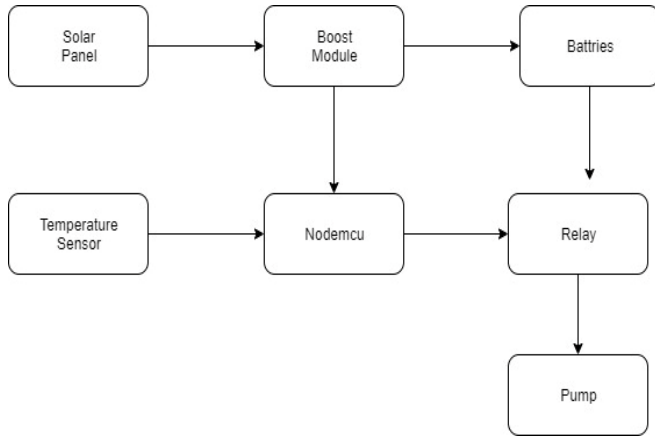 Solar
Panel
Boost
Module
Battries
Temperature
Sensor
Nodemcu
Relay
Pump